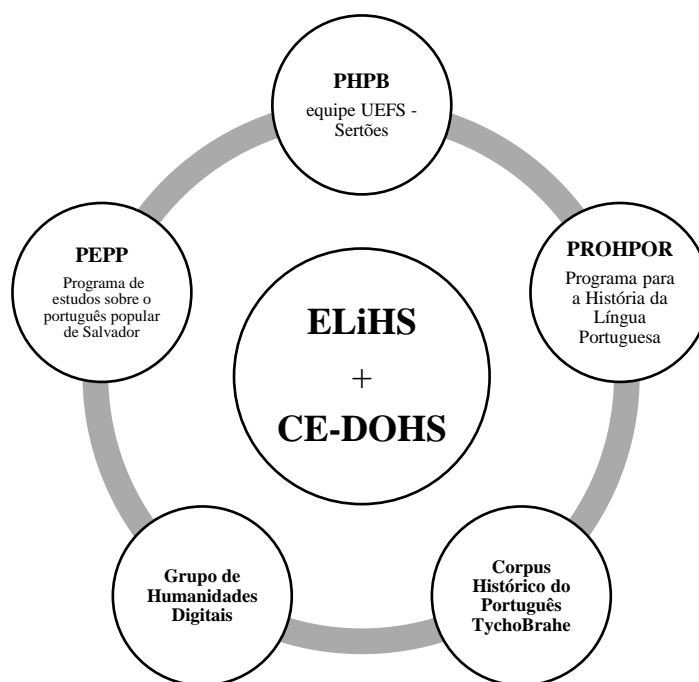 PHPB
equipe UEFS -
Sertões
PEPP
Programa de
estudos sobre o
português popular
de Salvador
PROHPOR
Programa para
a História da
Língua
Portuguesa
ELiHS
+
CE-DOHS
Grupo de
Humanidades
Digitais
Corpus
Histórico do
Português
TychoBrahe